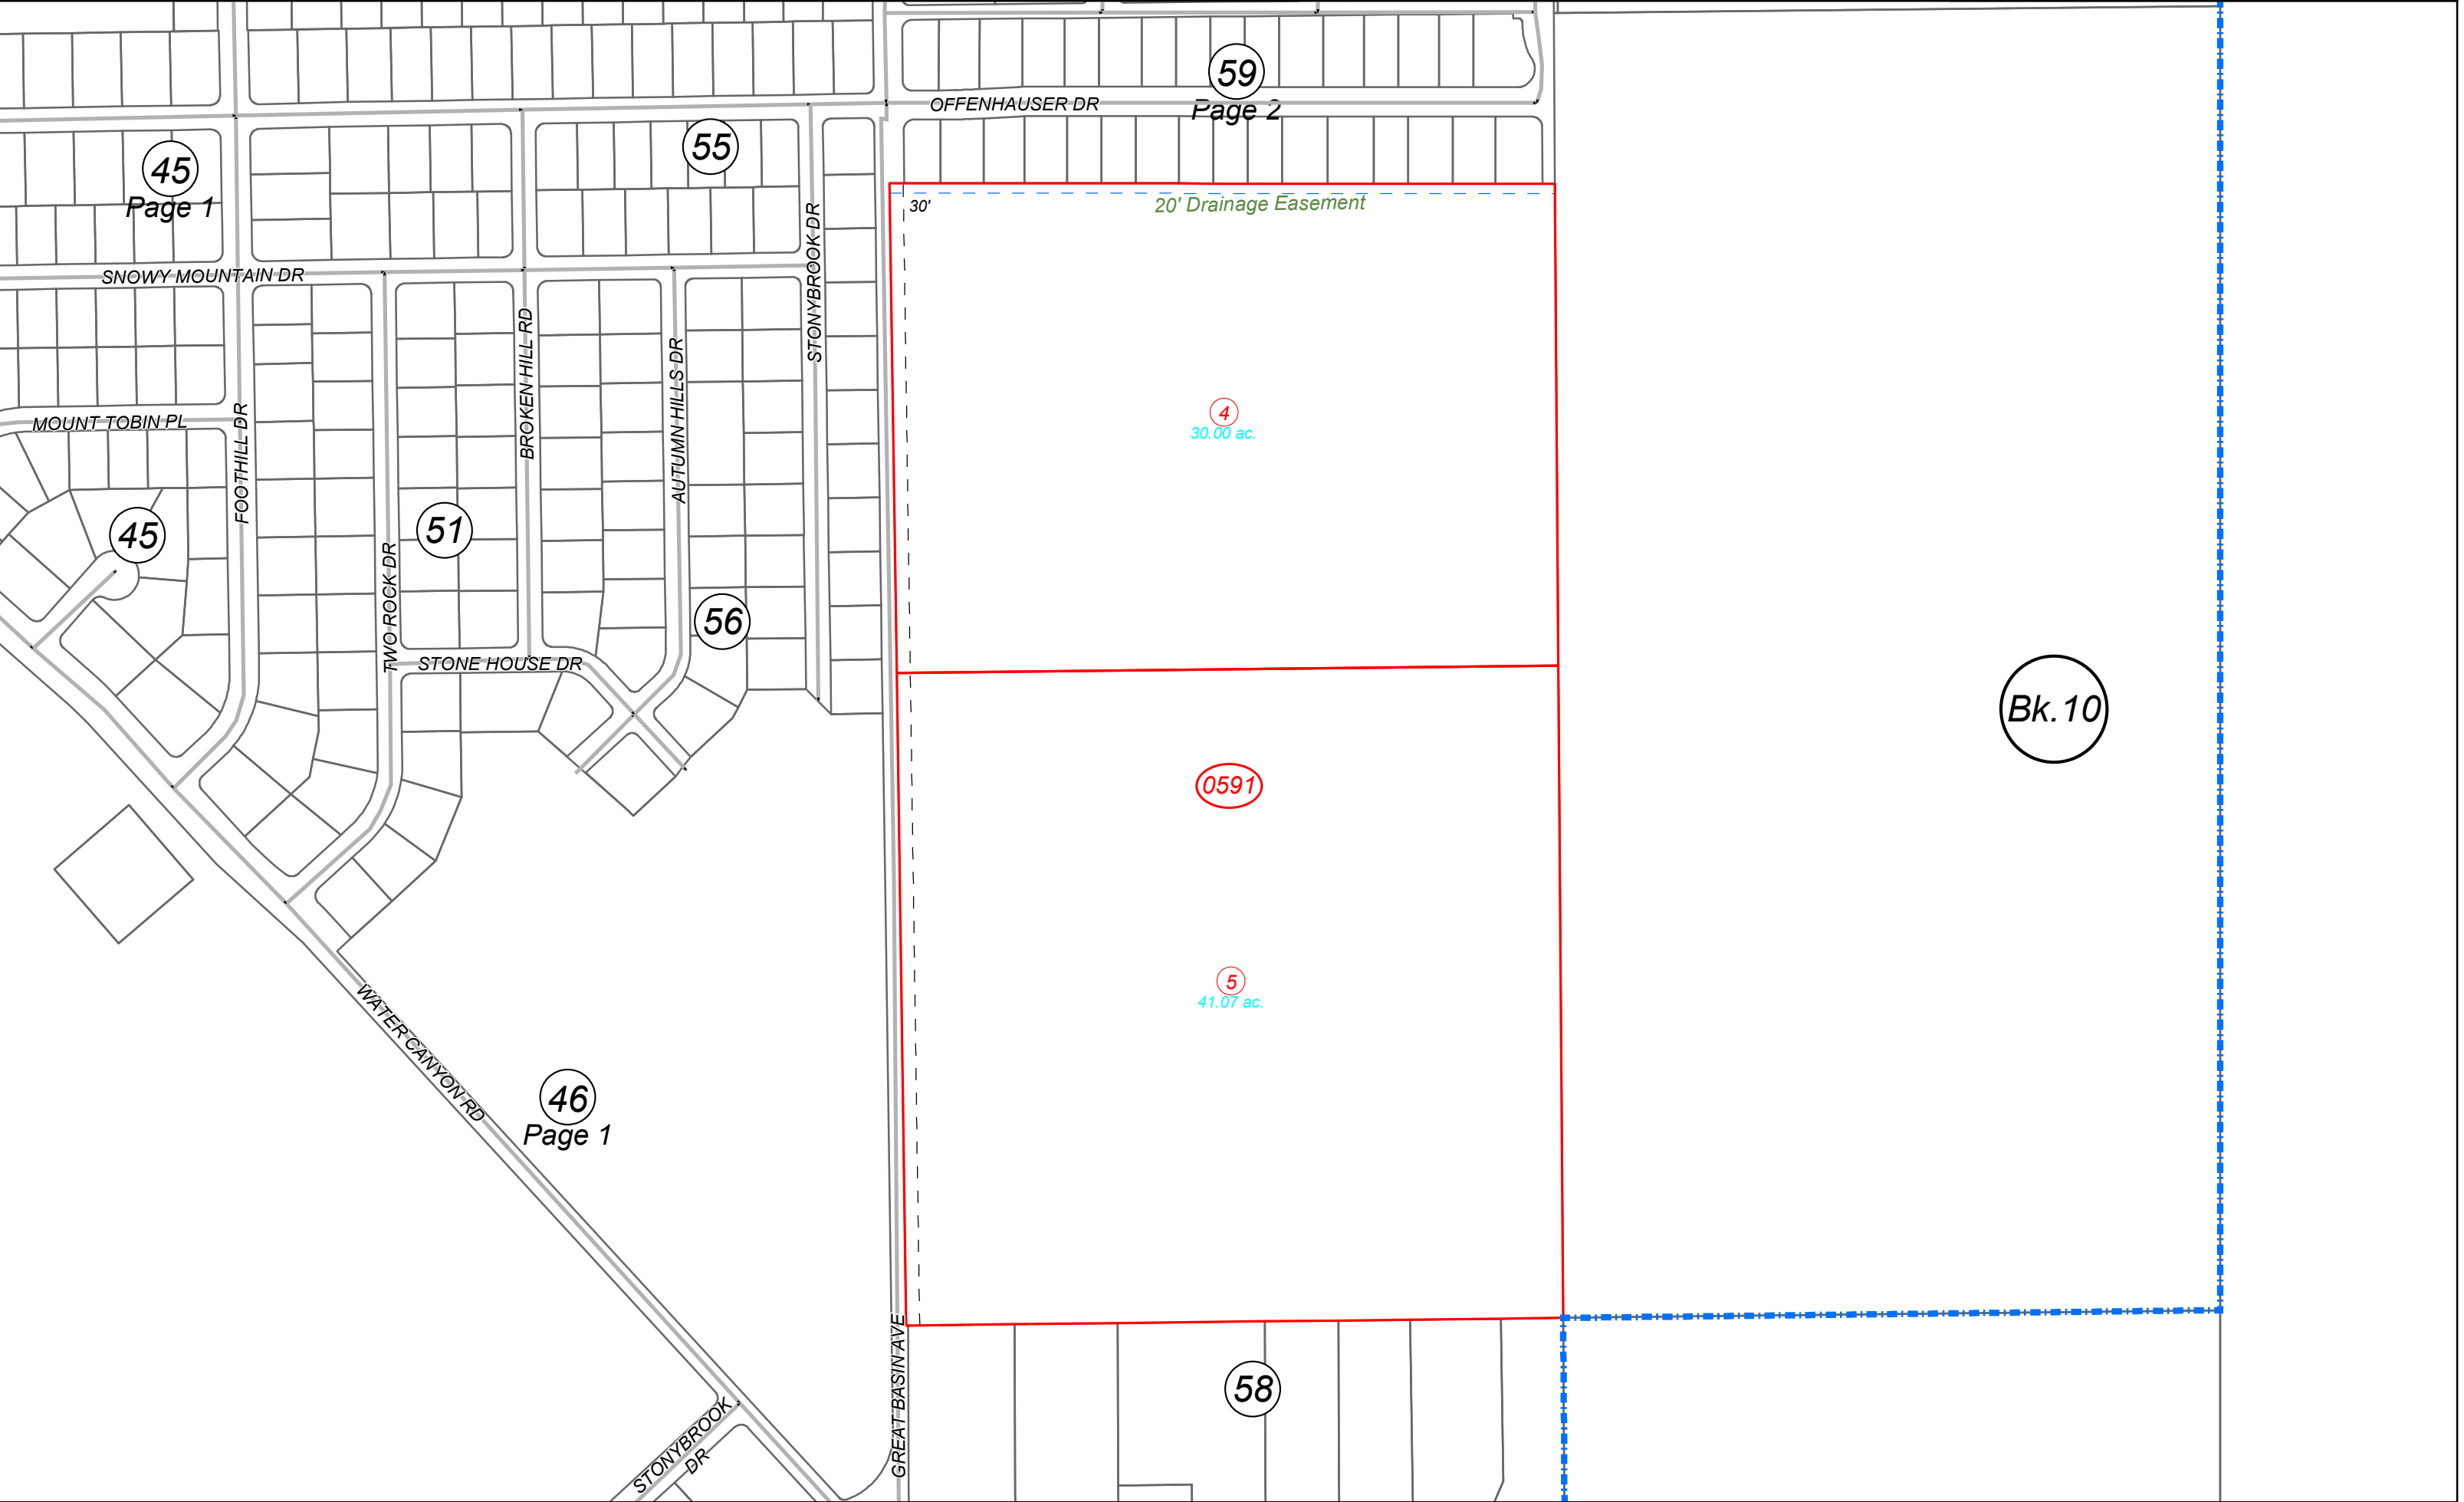 59
OFFENHAUSER DR
Page 2
55
45
Page 1
30'
20' Drainage Easement
SNOWY MOUNTAIN DR
STONYBROOK DR
BROKEN HILL RD
AUTUMN HILLS DR
MOUNT TOBIN PL
FOOTHILL DR
4
30.00 ac.
45
51
TWO ROCK DR
56
STONE HOUSE DR
Bk.10
0591
5
41.07 ac.
WATER CANYON RD
46
Page 1
GREAT BASIN AVE
58
STONYBROOK
DR